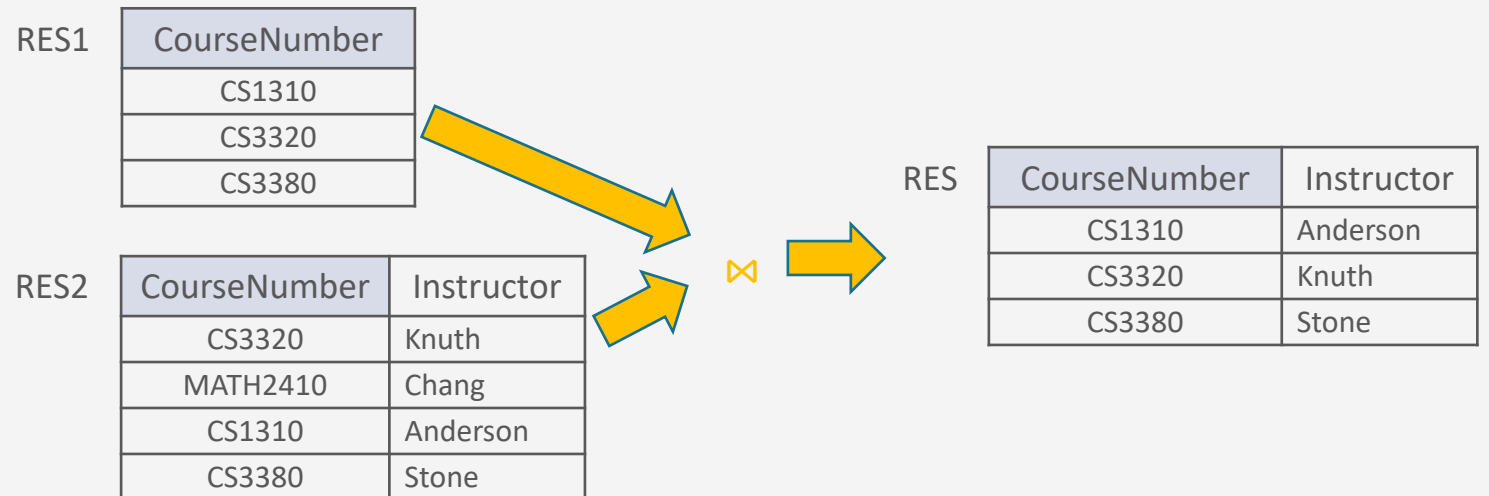 RES1
CourseNumber
CS1310
CS3320
CS3380
RES2
CourseNumber Instructor
CS3320 Knuth
MATH2410 Chang
CS1310 Anderson
CS3380 Stone
⋈
RES
CourseNumber Instructor
CS1310 Anderson
CS3320 Knuth
CS3380 Stone